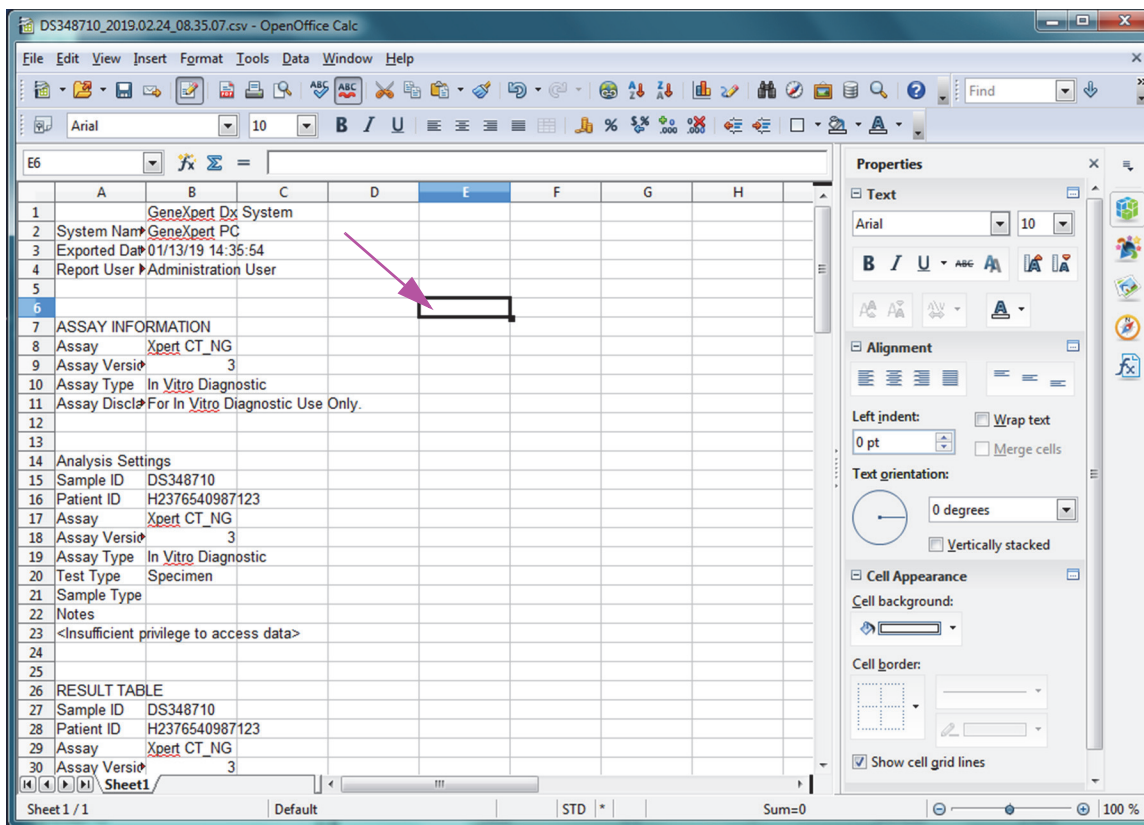 DS348710_2019.02.24_08.35.07.csv - OpenOffice Calc
File Edit View Insert Format Tools Data Window Help
Find
Arial 10 B I U
E6 =
A B C D E F G H
1 GeneXpert Dx System
2 System Nam GeneXpert PC
3 Exported Dat 01/13/19 14:35:54
4 Report User Administration User
5
6
7 ASSAY INFORMATION
8 Assay Xpert CT_NG
9 Assay Versio 3
10 Assay Type In Vitro Diagnostic
11 Assay Discla For In Vitro Diagnostic Use Only.
12
13
14 Analysis Settings
15 Sample ID DS348710
16 Patient ID H2376540987123
17 Assay Xpert CT_NG
18 Assay Versio 3
19 Assay Type In Vitro Diagnostic
20 Test Type Specimen
21 Sample Type
22 Notes
23 <Insufficient privilege to access data>
24
25
26 RESULT TABLE
27 Sample ID DS348710
28 Patient ID H2376540987123
29 Assay Xpert CT_NG
30 Assay Versio 3
Sheet1
Sheet 1 / 1 Default STD * Sum=0 100 %
Properties
Text
Arial 10
B I U ABC
Alignment
Left indent:
Wrap text
0 pt
Merge cells
Text orientation:
0 degrees
Vertically stacked
Cell Appearance
Cell background:
Cell border:
Show cell grid lines